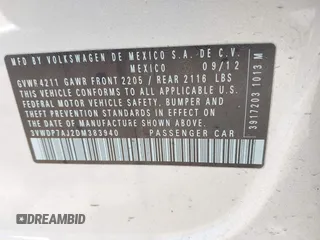 MFD BY VOLKSWAGEN DE MEXICO S.A. DE C.V.
MEXICO 09/12
GVWR 4211 GAWR FRONT 2205 / REAR 2116 LBS
THIS VEHICLE CONFORMS TO ALL APPLICABLE U.S.
FEDERAL MOTOR VEHICLE SAFETY, BUMPER AND
THEFT PREVENTION STANDARDS IN EFFECT ON
THE DATE OF MANUFACTURE SHOWN ABOVE.
3VWDP7AJ2DM383940 PASSENGER CAR
3917203 1013 M
DREAMBID